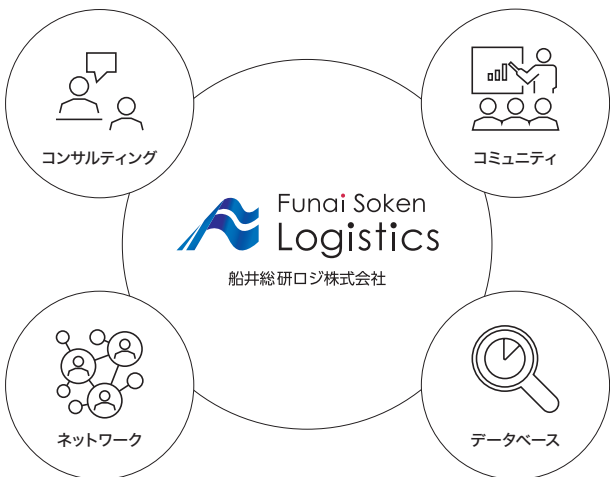 コンサルティング
コミュニティ
Funai Soken
Logistics
船井総研ロジ株式会社
ネットワーク
データベース